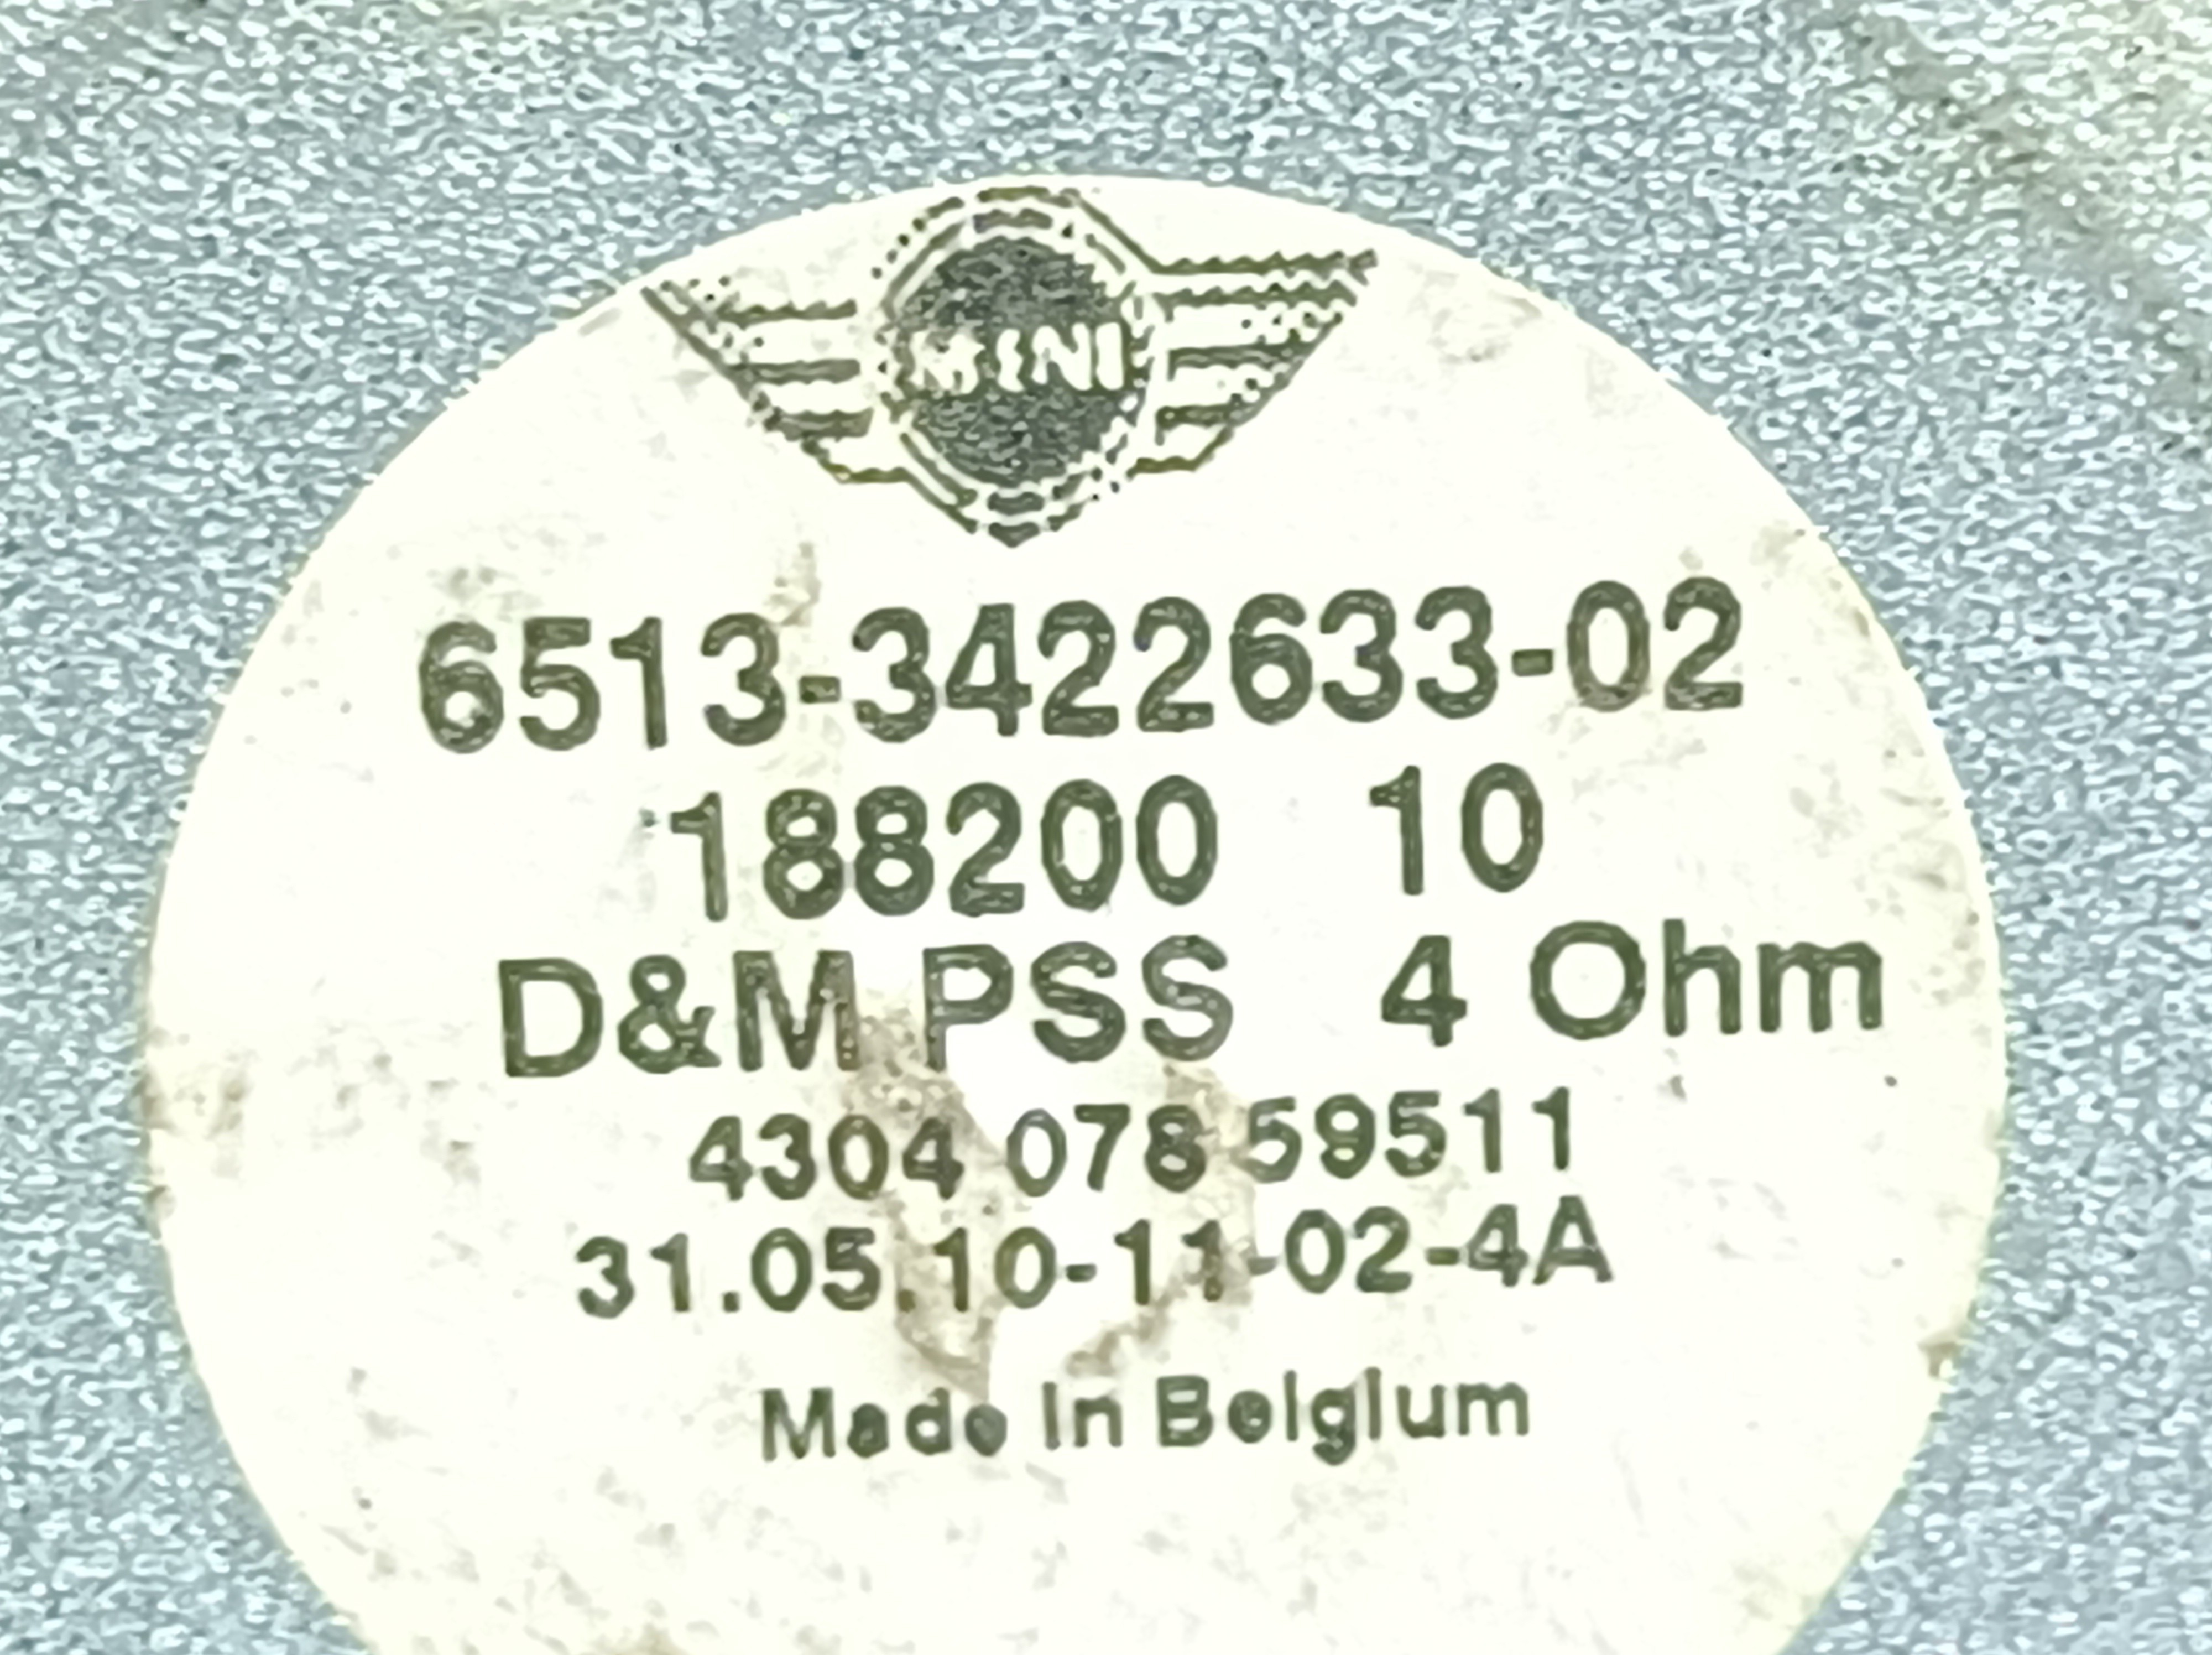 MINI
6513-3422633-02
188200 10
D&M PSS 4 Ohm
4304 078 59511
31.05.10-11-02-4A
Made In Belgium